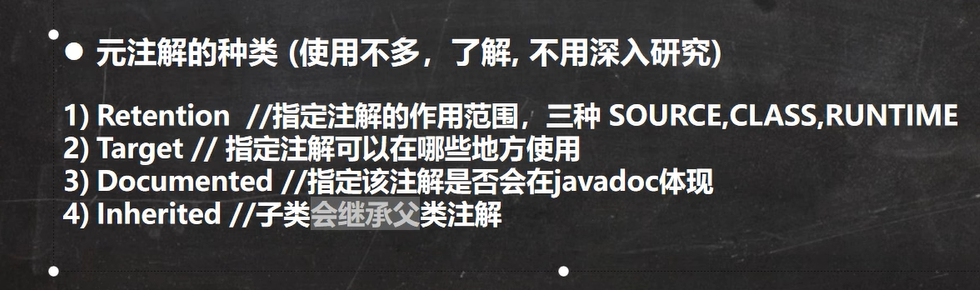 ● 元注解的种类 (使用不多，了解, 不用深入研究)
1) Retention  //指定注解的作用范围，三种 SOURCE,CLASS,RUNTIME
2) Target // 指定注解可以在哪些地方使用
3) Documented //指定该注解是否会在javadoc体现
4) Inherited //子类会继承父类注解